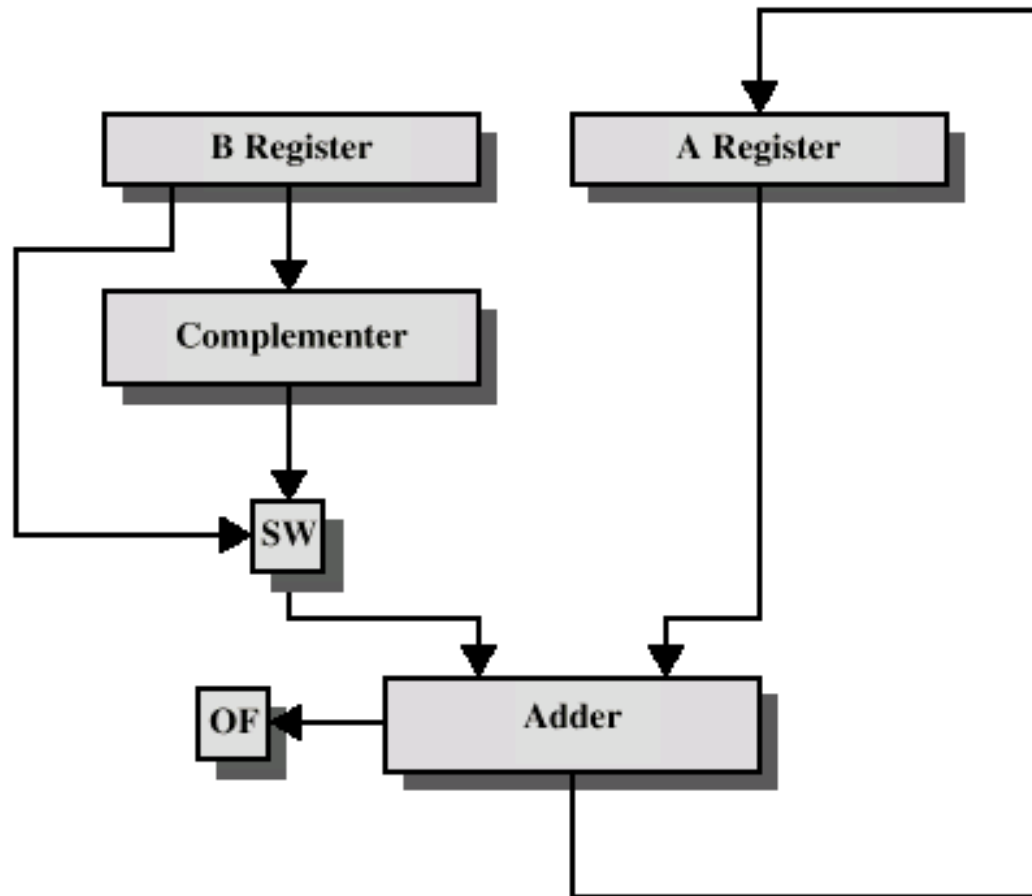 B Register
A Register
Complementer
SW
OF
Adder